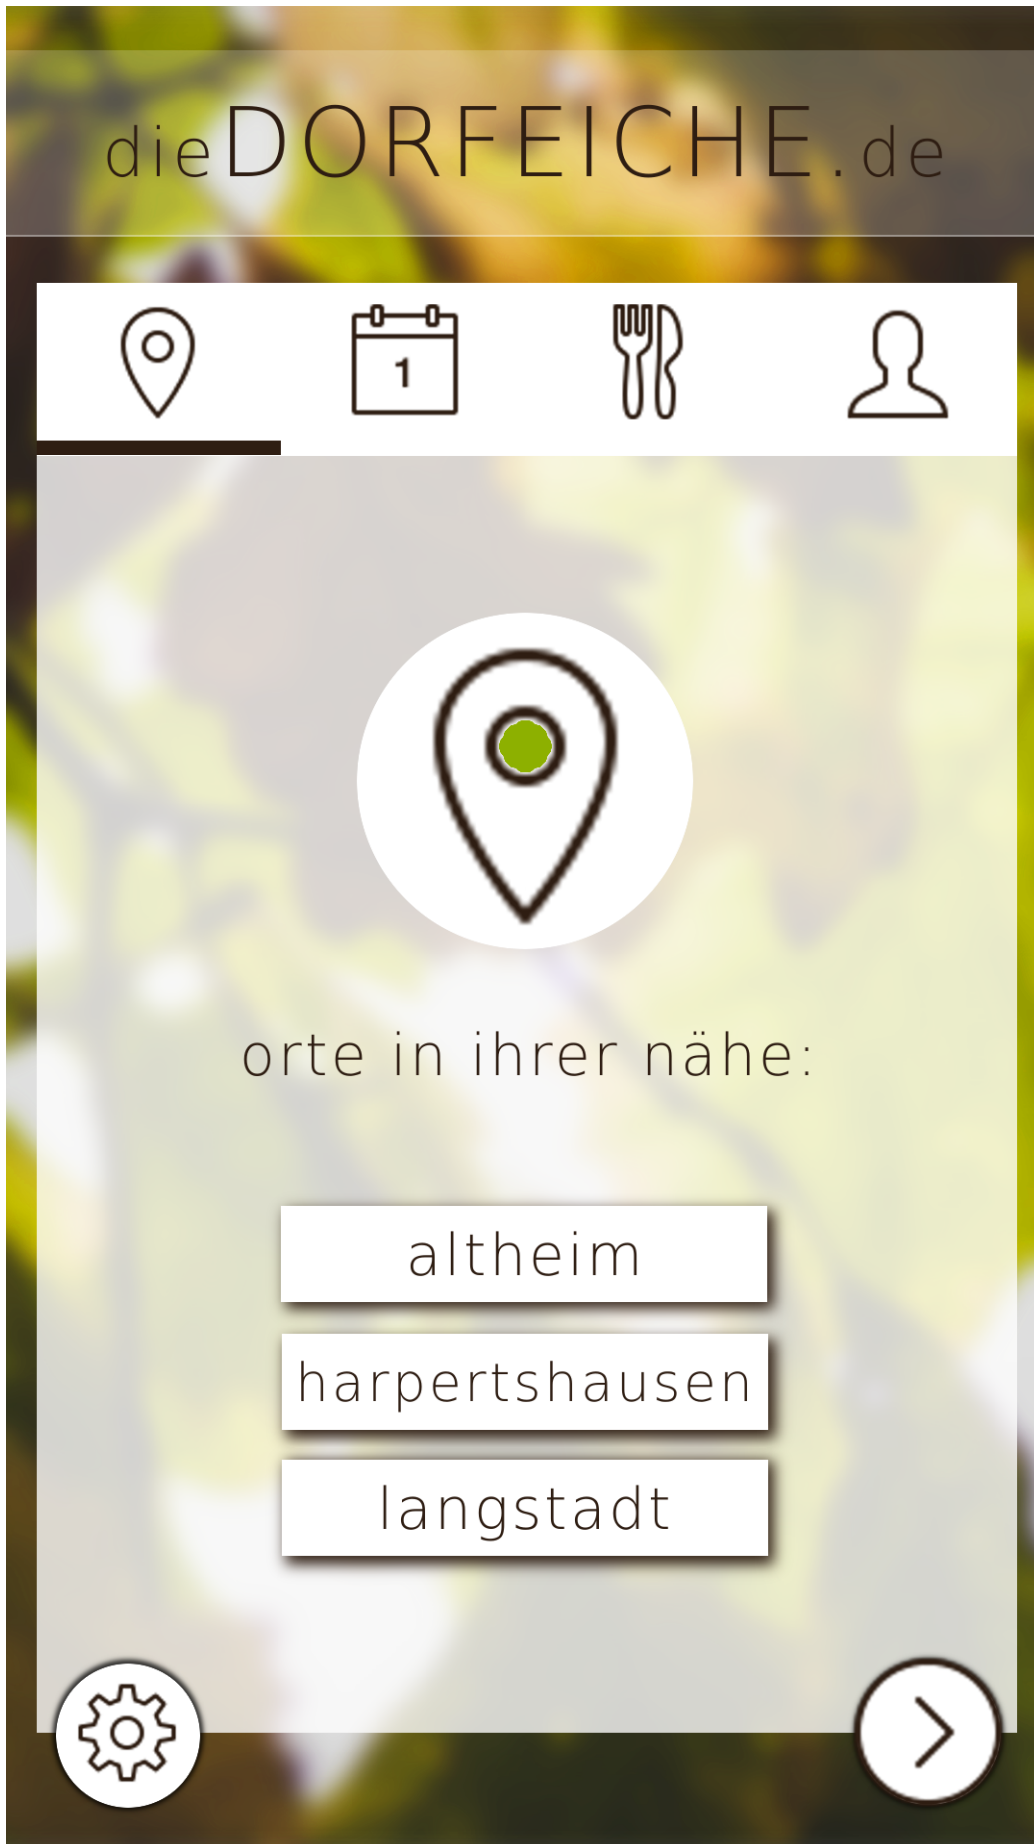 dieDORFEICHE.de
1
orte in ihrer nähe:
altheim
harpertshausen
langstadt